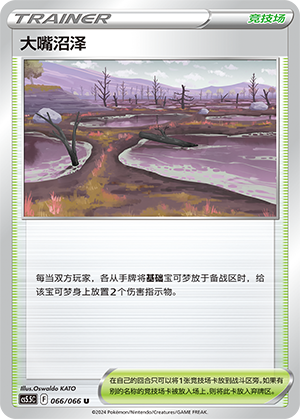 TRAINER 竞技场
大嘴沼泽
每当双方玩家，各从手牌将基础宝可梦放于备战区时，给
该宝可梦身上放置2个伤害指示物。
Illus.Oswaldo KATO
CS5.5C F 066/066 U
在自己的回合只可以将1张竞技场卡放到战斗区旁。如果有
别的名称的竞技场卡被放入场上，则将此卡放入弃牌区。
©2024 Pokémon/Nintendo/Creatures/GAME FREAK.